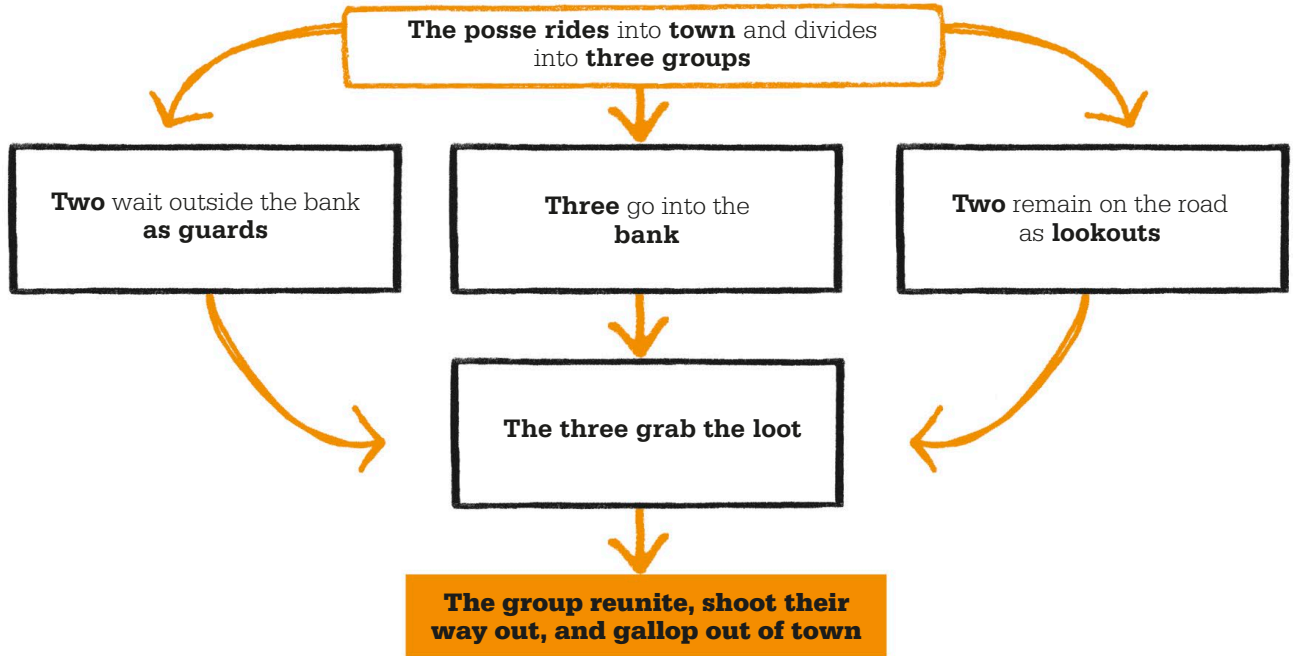 The posse rides into town and divides
into three groups
Two wait outside the bank
as guards
Three go into the
bank
Two remain on the road
as lookouts
The three grab the loot
The group reunite, shoot their
way out, and gallop out of town